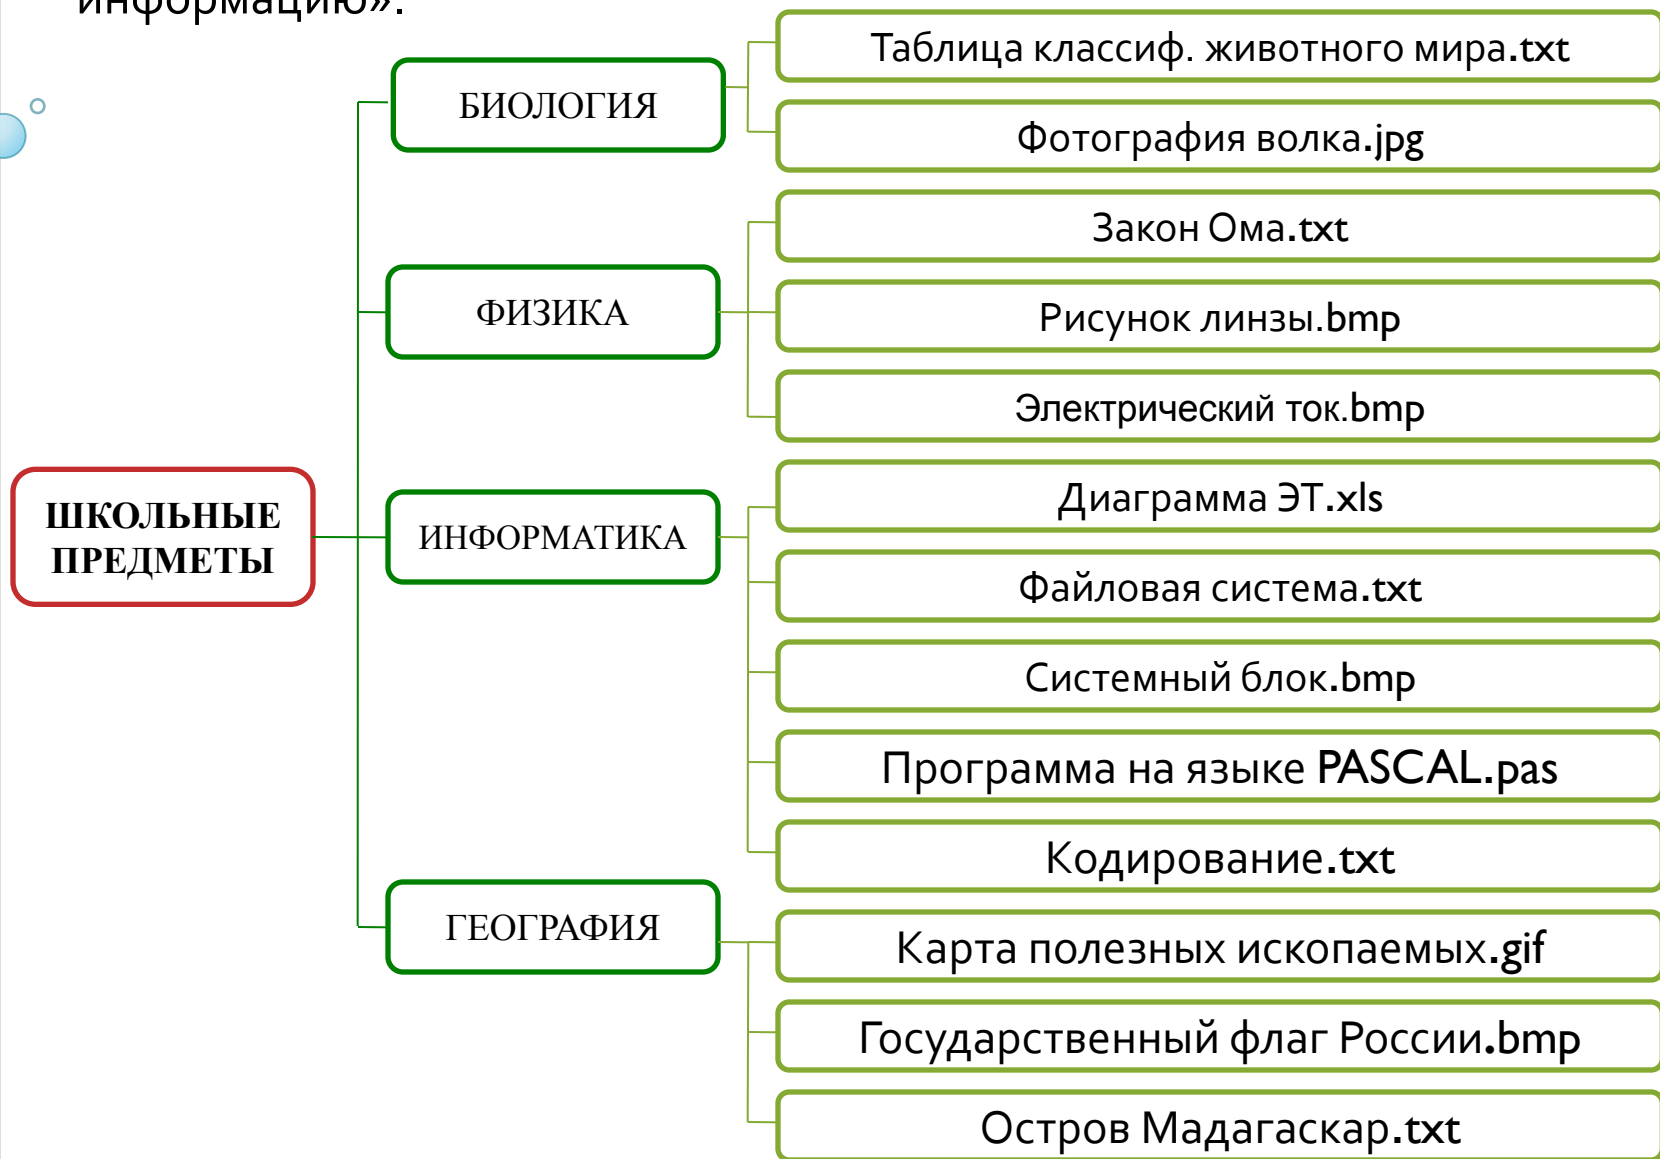 информацию».
ШКОЛЬНЫЕ
ПРЕДМЕТЫ
БИОЛОГИЯ
Таблица классиф. животного мира.txt
Фотография волка.jpg
ФИЗИКА
Закон Ома.txt
Рисунок линзы.bmp
Электрический ток.bmp
ИНФОРМАТИКА
Диаграмма ЭТ.xls
Файловая система.txt
Системный блок.bmp
Программа на языке PASCAL.pas
Кодирование.txt
ГЕОГРАФИЯ
Карта полезных ископаемых.gif
Государственный флаг России.bmp
Остров Мадагаскар.txt